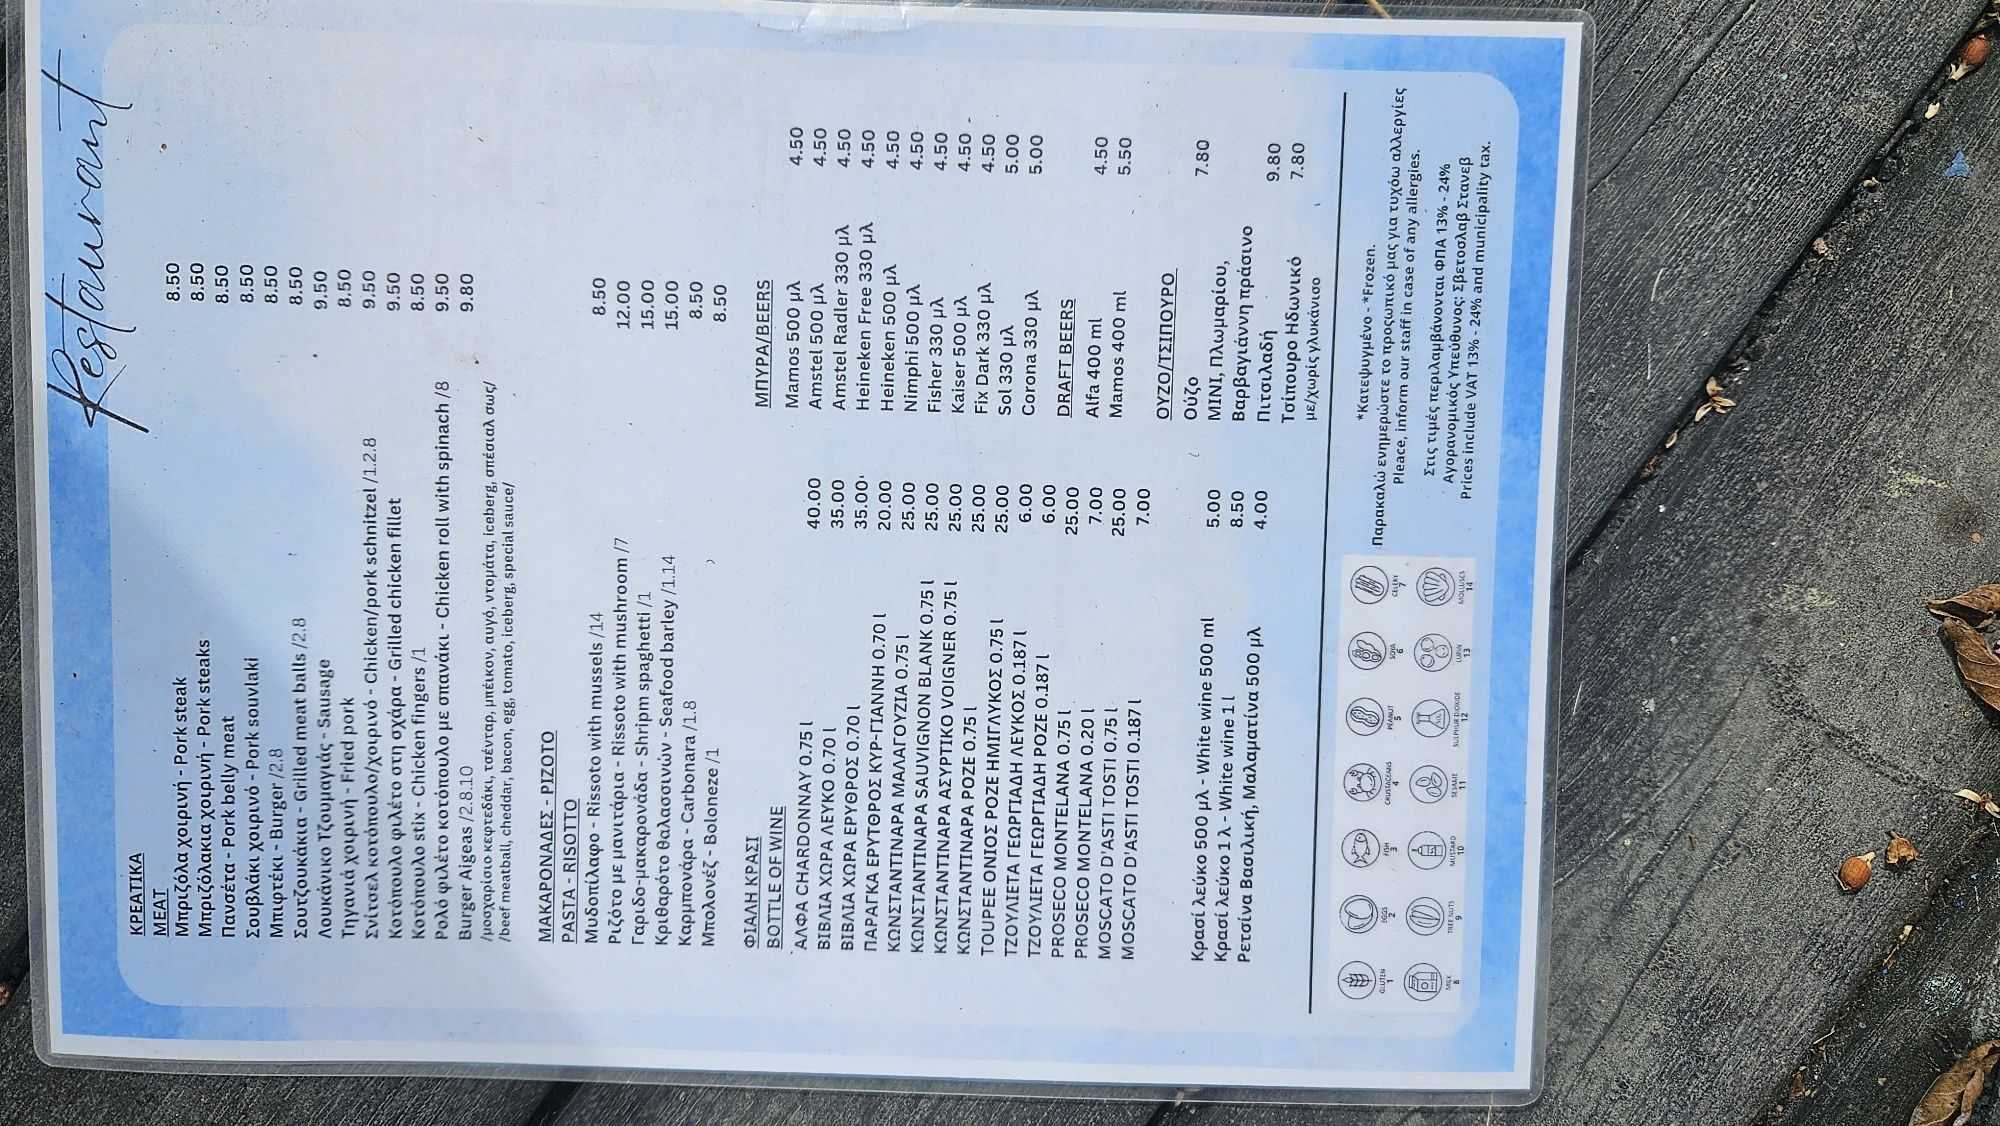 Restaurant
ΚΡΕΑΤΙΚΑ
MEAT
Μπριζόλα χοιρινή - Pork steak 8.50
Μπριζόλακια χοιρινή - Pork steaks 8.50
Πανσέτα - Pork belly meat 8.50
Σουβλάκι χοιρινό - Pork souvlaki 8.50
Μπιφτέκι - Burger /2.8 8.50
Σουτζουκάκια - Grilled meat balls /2.8 8.50
Λουκάνικο Τζουμαγιάς - Sausage 9.50
Τηγανιά χοιρινή - Fried pork 8.50
Σνίτσελ κοτόπουλο/χοιρινό - Chicken/pork schnitzel /1.2.8 9.50
Κοτόπουλο φιλέτο στη σχάρα - Grilled chicken fillet 9.50
Κοτόπουλο stix - Chicken fingers /1 8.50
Ρολό φιλέτο κοτόπουλο με σπανάκι - Chicken roll with spinach /8 9.50
Burger Aigeas /2.8.10 9.80
/μοσχαρίσιο κεφτεδάκι, τσένταρ, μπέικον, αυγό, ντομάτα, iceberg, σπέσιαλ σως/
/beef meatball, cheddar, bacon, egg, tomato, iceberg, special sauce/
ΜΑΚΑΡΟΝΑΔΕΣ - ΡΙΖΟΤΟ
PASTA - RISOTTO
Μυδοπίλαφο - Rissoto with mussels /14 8.50
Ριζότο με μανιτάρια - Rissoto with mushroom /7 12.00
Γαριδο-μακαρονάδα - Shripm spaghetti /1 15.00
Κριθαρότο θαλασσινών - Seafood barley /1.14 15.00
Καρμπονάρα - Carbonara /1.8 8.50
Μπολονέζ - Boloneze /1 8.50
ΦΙΑΛΗ ΚΡΑΣΙ
BOTTLE OF WINE
ΑΛΦΑ CHARDONNAY 0.75 l 40.00
ΒΙΒΛΙΑ ΧΩΡΑ ΛΕΥΚΟ 0.70 l 35.00
ΒΙΒΛΙΑ ΧΩΡΑ ΕΡΥΘΡΟΣ 0.70 l 35.00
ΠΑΡΑΓΚΑ ΕΡΥΤΘΡΟΣ ΚΥΡ-ΓΙΑΝΝΗ 0.70 l 20.00
ΚΩΝΣΤΑΝΤΙΝΑΡΑ ΜΑΛΑΓΟΥΖΙΑ 0.75 l 25.00
ΚΩΝΣΤΑΝΤΙΝΑΡΑ SAUVIGNON BLANK 0.75 l 25.00
ΚΩΝΣΤΑΝΤΙΝΑΡΑ ΑΣΥΡΤΙΚΟ VOIGNER 0.75 l 25.00
ΚΩΝΣΤΑΝΤΙΝΑΡΑ ΡΟΖΕ 0.75 l 25.00
TOUPEE ΟΝΙΟΣ ΡΟΖΕ ΗΜΙΓΛΥΚΟΣ 0.75 l 25.00
ΤΖΟΥΛΙΕΤΑ ΓΕΩΡΓΙΑΔΗ ΛΕΥΚΟΣ 0.187 l 6.00
ΤΖΟΥΛΙΕΤΑ ΓΕΩΡΓΙΑΔΗ ΡΟΖΕ 0.187 l 6.00
PROSECO MONTELANA 0.75 l 25.00
PROSECO MONTELANA 0.20 l 7.00
MOSCATO D'ASTI TOSTI 0.75 l 25.00
MOSCATO D'ASTI TOSTI 0.187 l 7.00
Κρασί λεύκό 500 μλ - White wine 500 ml 5.00
Κρασί λεύκό 1 λ - White wine 1 l 8.50
Ρετσίνα Βασιλική, Μαλαματίνα 500 μλ 4.00
ΜΠΥΡΑ/BEERS
Mamos 500 μλ 4.50
Amstel 500 μλ 4.50
Amstel Radler 330 μλ 4.50
Heineken Free 330 μλ 4.50
Heineken 500 μλ 4.50
Nimphi 500 μλ 4.50
Fisher 330 μλ 4.50
Kaiser 500 μλ 4.50
Fix Dark 330 μλ 4.50
Sol 330 μλ 5.00
Corona 330 μλ 5.00
DRAFT BEERS
Alfa 400 ml 4.50
Mamos 400 ml 5.50
ΟΥΖΟ/ΤΣΙΠΟΥΡΟ
Ούζο 7.80
ΜΙΝΙ, Πλωμαρίου,
Βαρβαγιάννη πράσινο
Πιτσιλαδή 9.80
Τσίπουρο Ηδωνικό 7.80
με/χωρίς γλυκάνισο
GLUTEN 1
EGGS 2
FISH 3
CRUSTACEANS 4
PEANUT 5
SOYA 6
CELERY 7
MILK 8
TREE NUTS 9
MUSTARD 10
SESAME 11
SULPHUR DIOXIDE 12
LUPIN 13
MOLLUSCS 14
*Κατεψυγμένο - *Frozen.
Παρακαλώ ενημερώστε το προςωπικό μας για τυχόω αλλεργίες
Pleace, inform our staff in case of any allergies.
Στις τιμές περιλαμβάνονται ΦΠΑ 13% - 24%
Αγορανομικός Υπεύθυνος: Σβετοσλαβ Στανεβ
Prices include VAT 13% - 24% and municipality tax.